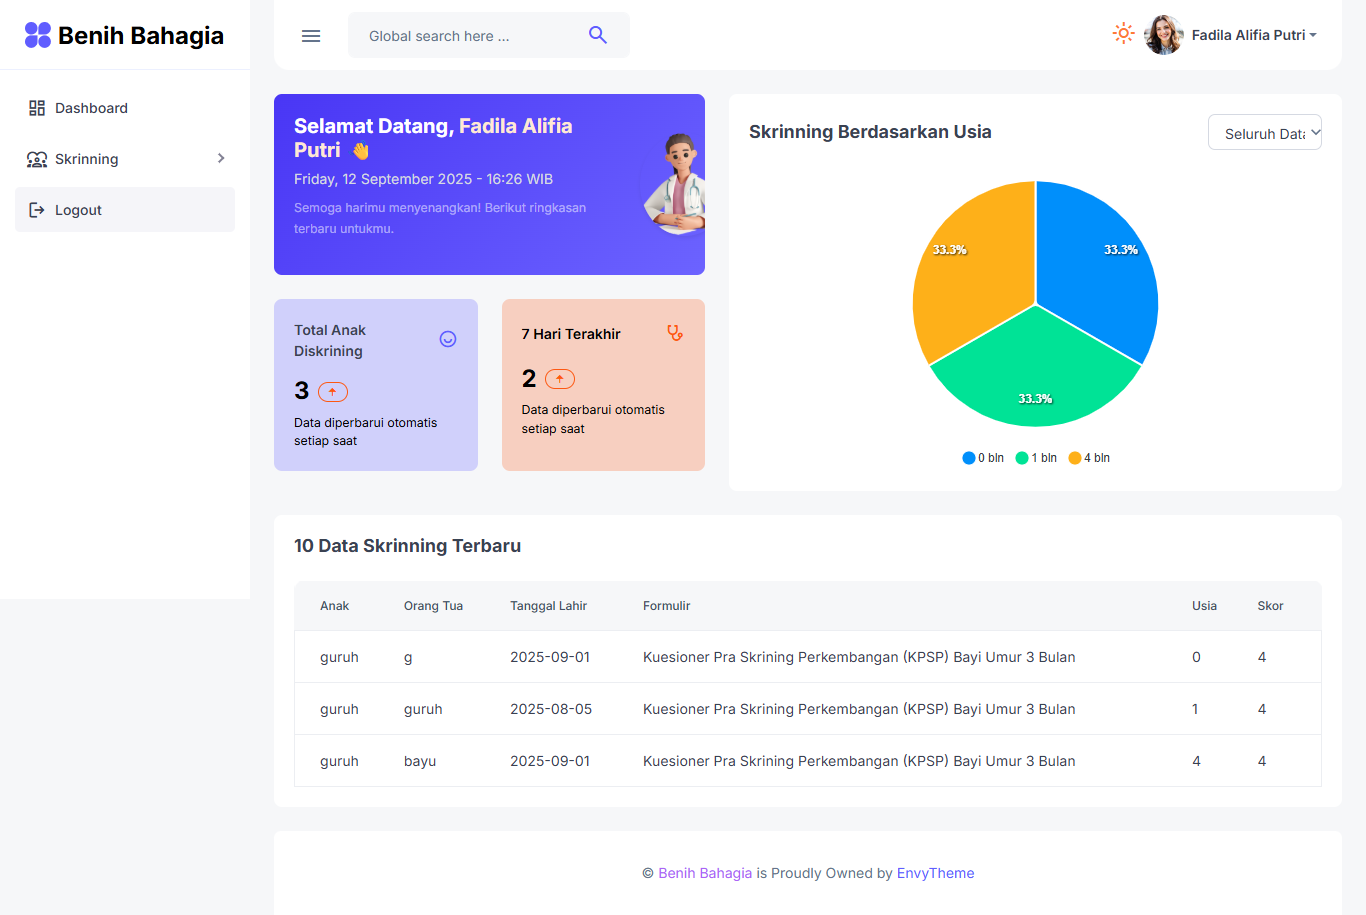 Benih Bahagia
Global search here ...
Fadila Alifia Putri
Dashboard
Skrinning
Logout
Selamat Datang, Fadila Alifia
Putri 👋
Friday, 12 September 2025 - 16:26 WIB
Semoga harimu menyenangkan! Berikut ringkasan
terbaru untukmu.
Total Anak
Diskrining
3
Data diperbarui otomatis
setiap saat
7 Hari Terakhir
2
Data diperbarui otomatis
setiap saat
Skrinning Berdasarkan Usia
Seluruh Data
33.3%
33.3%
33.3%
0 bln 1 bln 4 bln
10 Data Skrinning Terbaru
Anak Orang Tua Tanggal Lahir Formulir Usia Skor
guruh g 2025-09-01 Kuesioner Pra Skrining Perkembangan (KPSP) Bayi Umur 3 Bulan 0 4
guruh guruh 2025-08-05 Kuesioner Pra Skrining Perkembangan (KPSP) Bayi Umur 3 Bulan 1 4
guruh bayu 2025-09-01 Kuesioner Pra Skrining Perkembangan (KPSP) Bayi Umur 3 Bulan 4 4
© Benih Bahagia is Proudly Owned by EnvyTheme